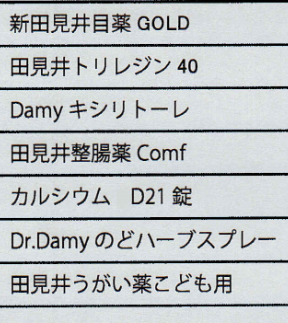 新田見井目薬 GOLD
田見井トリレジン 40
Damy キシリトーレ
田見井整腸薬 Comf
カルシウム　D21 錠
Dr.Damy のどハーブスプレー
田見井うがい薬こども用